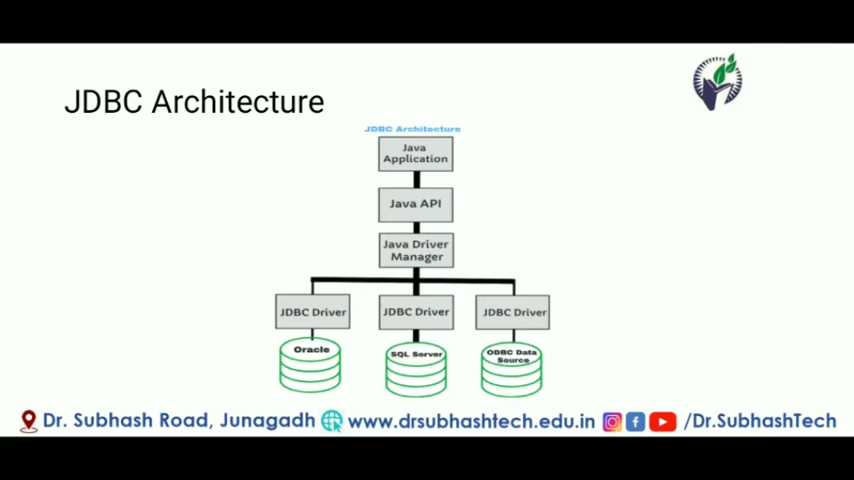 JDBC Architecture
JDBC Architecture
Java
Application
Java API
Java Driver
Manager
JDBC Driver
JDBC Driver
JDBC Driver
Oracle
SQL Server
ODBC Data
Source
Dr. Subhash Road, Junagadh
www.drsubhashtech.edu.in
/Dr.SubhashTech